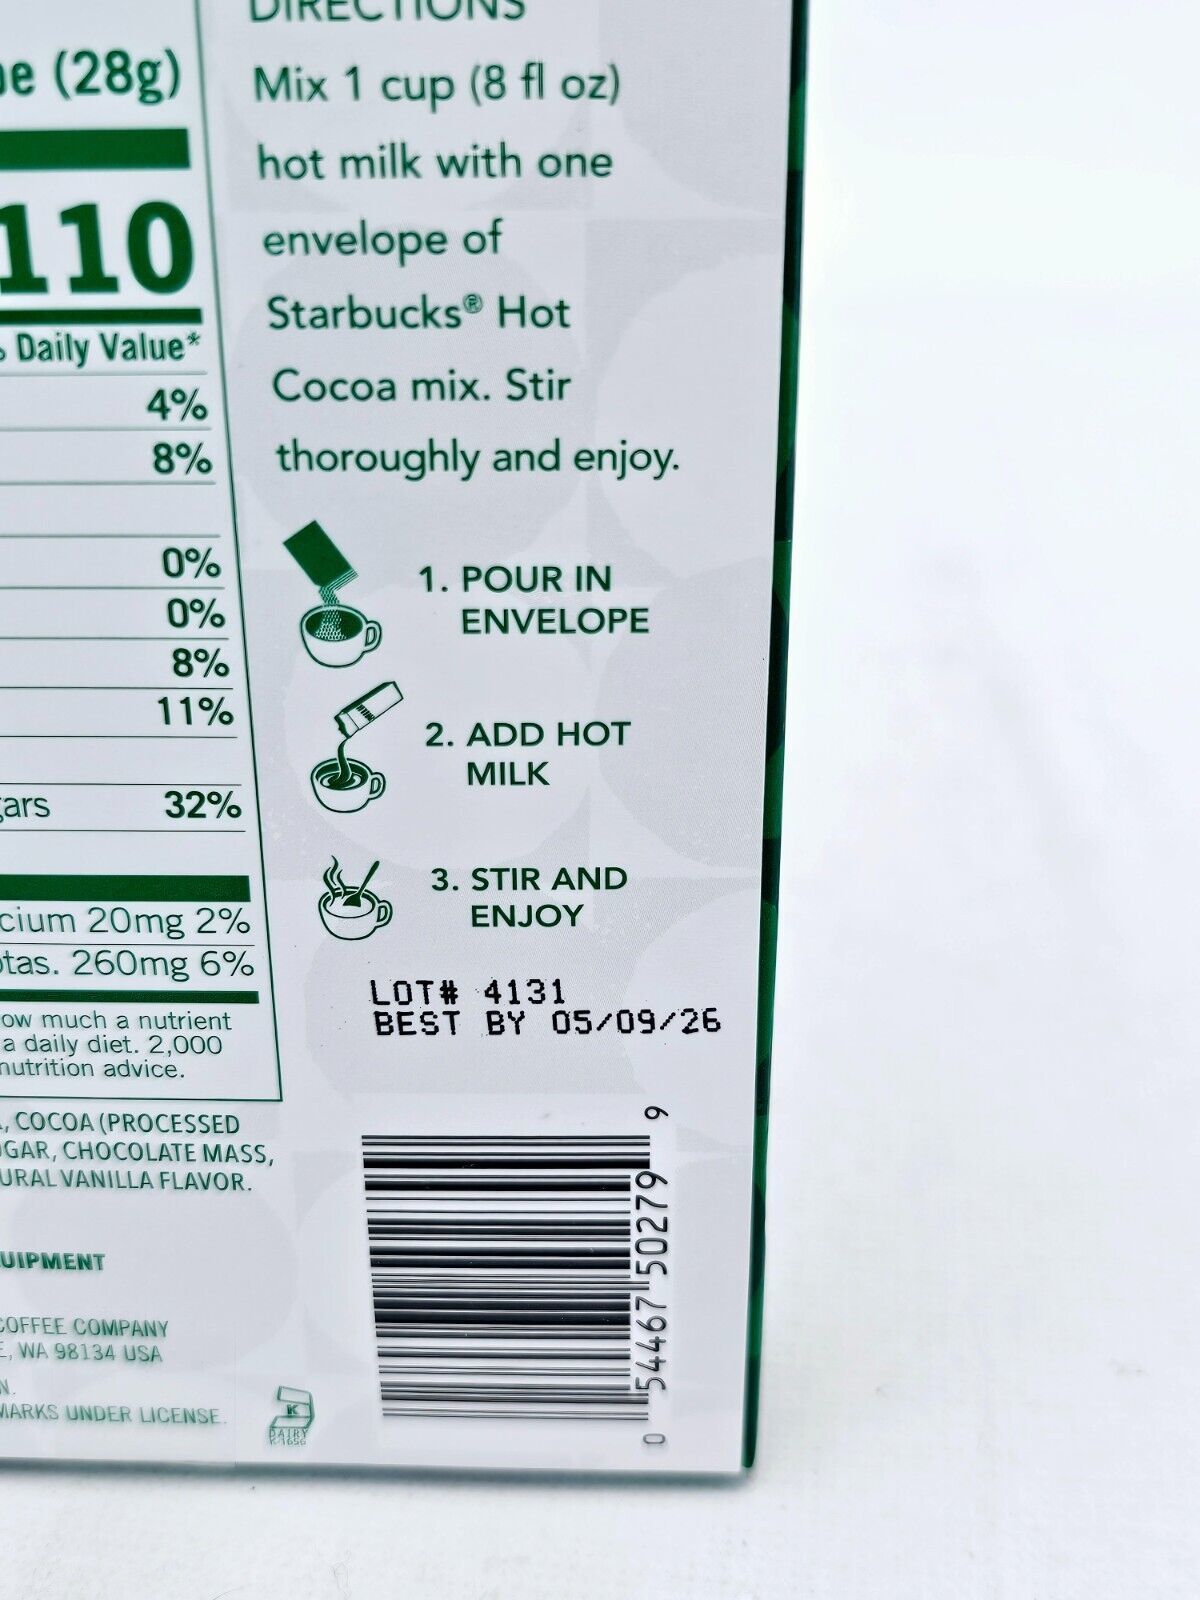 DIRECTIONS
(28g)
Mix 1 cup (8 fl oz)
hot milk with one
envelope of
Starbucks® Hot
Cocoa mix. Stir
thoroughly and enjoy.
110
% Daily Value*
4%
8%
0%
0%
8%
11%
32%
20mg 2%
260mg 6%
much a nutrient
a daily diet. 2,000
nutrition advice.
1. POUR IN
ENVELOPE
2. ADD HOT
MILK
3. STIR AND
ENJOY
LOT# 4131
BEST BY 05/09/26
COCOA (PROCESSED
CHOCOLATE MASS,
VANILLA FLAVOR.
COFFEE COMPANY
WA 98134 USA
MARKS UNDER LICENSE.
K
DAIRY
K-1656
0 54467 50279 9